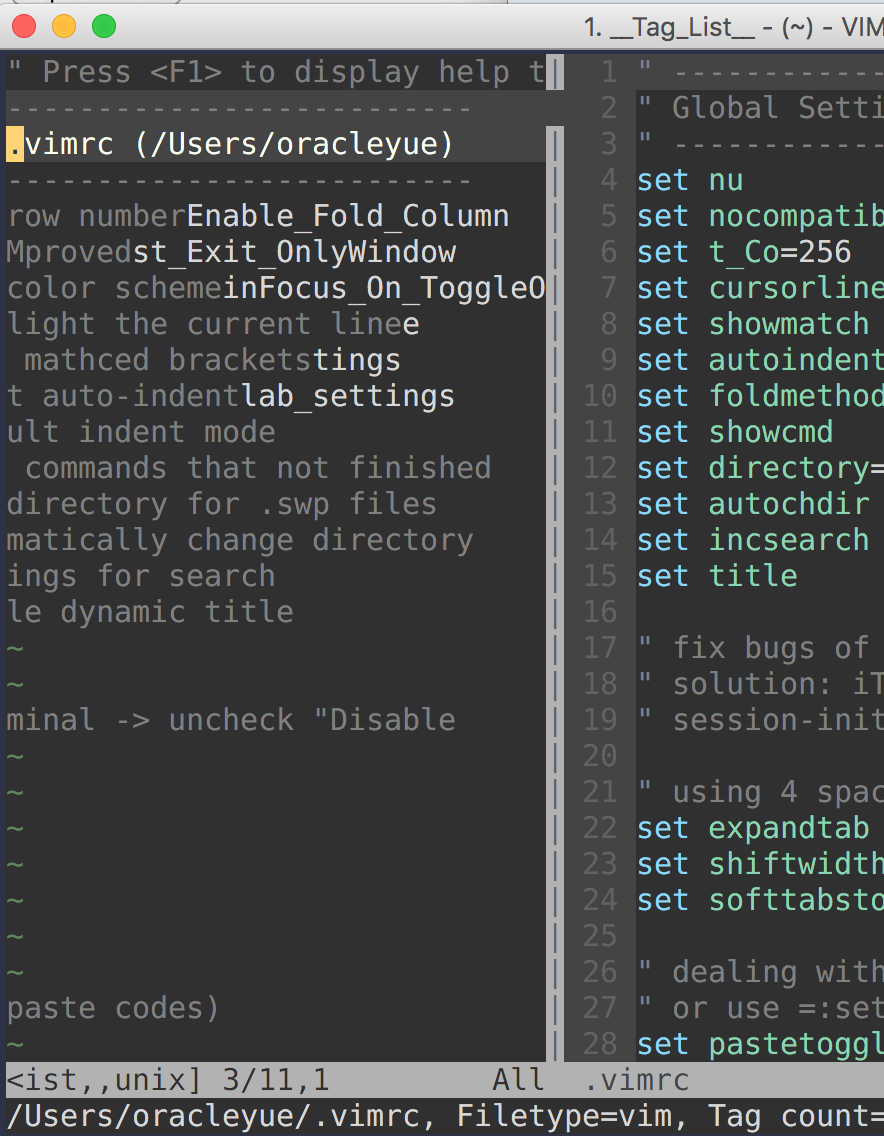 1. __Tag_List__ - (~) - VIM
" Press <F1> to display help t
---------------------------
.vimrc (/Users/oracleyue)
---------------------------
row numberEnable_Fold_Column
Mprovedst_Exit_OnlyWindow
color schemeinFocus_On_ToggleO
light the current linee
mathced bracketstings
t auto-indentlab_settings
ult indent mode
commands that not finished
directory for .swp files
matically change directory
ings for search
le dynamic title
~
~
minal -> uncheck "Disable
~
~
~
~
~
~
~
paste codes)
~
<ist,,unix] 3/11,1 All
1 " ------------
2 " Global Setti
3 " ------------
4 set nu
5 set nocompatib
6 set t_Co=256
7 set cursorline
8 set showmatch
9 set autoindent
10 set foldmethod
11 set showcmd
12 set directory=
13 set autochdir
14 set incsearch
15 set title
16
17 " fix bugs of
18 " solution: iT
19 " session-init
20
21 " using 4 spac
22 set expandtab
23 set shiftwidth
24 set softtabsto
25
26 " dealing with
27 " or use =:set
28 set pastetoggl
.vimrc
/Users/oracleyue/.vimrc, Filetype=vim, Tag count=